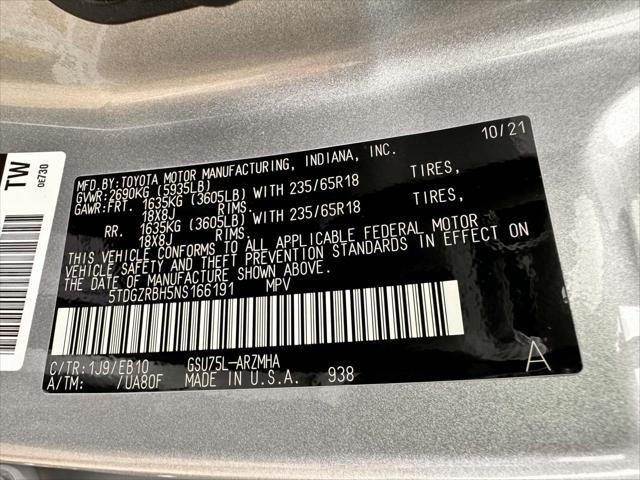 TW
0E730
10/21
MFD.BY:TOYOTA MOTOR MANUFACTURING, INDIANA, INC.
GVWR:2690KG (5935LB)
GAWR:FRT. 1635KG (3605LB) WITH 235/65R18 TIRES,
18X8J RIMS.
RR. 1635KG (3605LB) WITH 235/65R18 TIRES,
18X8J RIMS.
THIS VEHICLE CONFORMS TO ALL APPLICABLE FEDERAL MOTOR
VEHICLE SAFETY AND THEFT PREVENTION STANDARDS IN EFFECT ON
THE DATE OF MANUFACTURE SHOWN ABOVE.
5TDGZRBH5NS166191 MPV
C/TR:1J9/EB10 GSU75L-ARZMHA
A/TM: /UA80F MADE IN U.S.A. 938
A